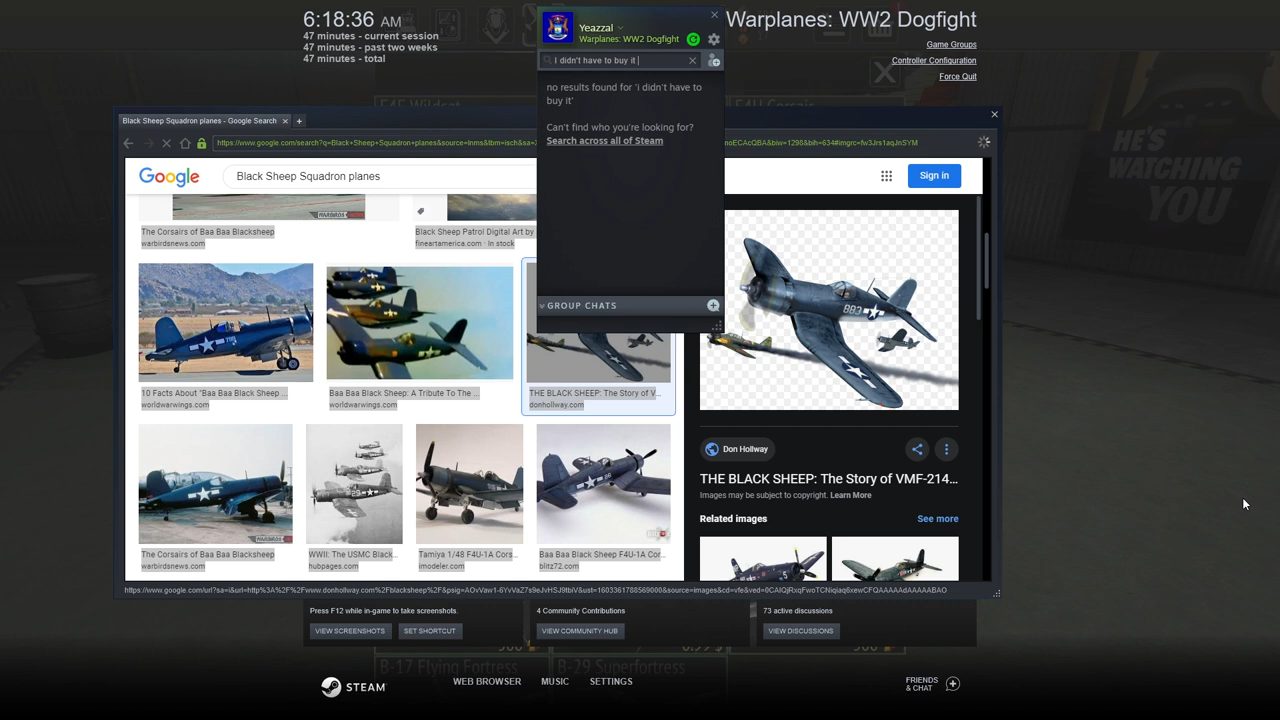 6:18:36 AM
47 minutes - current session
47 minutes - past two weeks
47 minutes - total
Warplanes: WW2 Dogfight
Game Groups
Controller Configuration
Force Quit
Yeazzal
Warplanes: WW2 Dogfight
I didn't have to buy it
no results found for 'i didn't have to
buy it'
Can't find who you're looking for?
Search across all of Steam
GROUP CHATS
HE'S
WATCHING
YOU
Black Sheep Squadron planes - Google Search
Google
Black Sheep Squadron planes
Sign in
The Corsairs of Baa Baa Blacksheep
warbirdsnews.com
Black Sheep Patrol Digital Art by
fineartamerica.com · In stock
10 Facts About "Baa Baa Black Sheep ...
worldwarwings.com
Baa Baa Black Sheep: A Tribute To The ...
worldwarwings.com
THE BLACK SHEEP: The Story of V...
donhollway.com
The Corsairs of Baa Baa Blacksheep
warbirdsnews.com
WWII: The USMC Black...
hubpages.com
Tamiya 1/48 F4U-1A Cors...
imodeler.com
Baa Baa Black Sheep F4U-1A Cor...
blitz72.com
883
Don Hollway
THE BLACK SHEEP: The Story of VMF-214...
Images may be subject to copyright. Learn More
Related images
See more
Press F12 while in-game to take screenshots.
VIEW SCREENSHOTS
SET SHORTCUT
4 Community Contributions
VIEW COMMUNITY HUB
73 active discussions
VIEW DISCUSSIONS
B-17 Flying Fortress
B-29 Superfortress
STEAM
WEB BROWSER
MUSIC
SETTINGS
FRIENDS
& CHAT